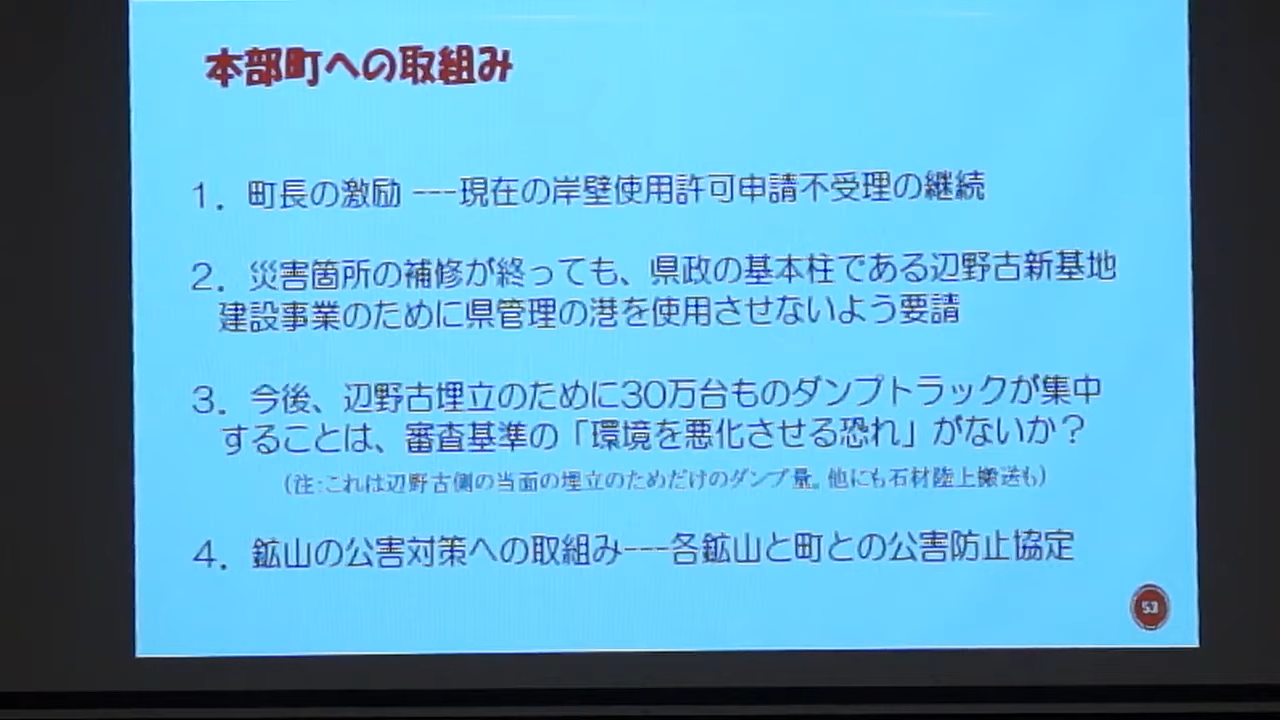 本部町への取組み
1．町長の激励 ---現在の岸壁使用許可申請不受理の継続
2．災害箇所の補修が終っても、県政の基本柱である辺野古新基地
建設事業のために県管理の港を使用させないよう要請
3．今後、辺野古埋立のために30万台ものダンプトラックが集中
することは、審査基準の「環境を悪化させる恐れ」がないか？
（注：これは辺野古側の当面の埋立のためだけのダンプ量。他にも石材陸上搬送も）
4．鉱山の公害対策への取組み---各鉱山と町との公害防止協定
53